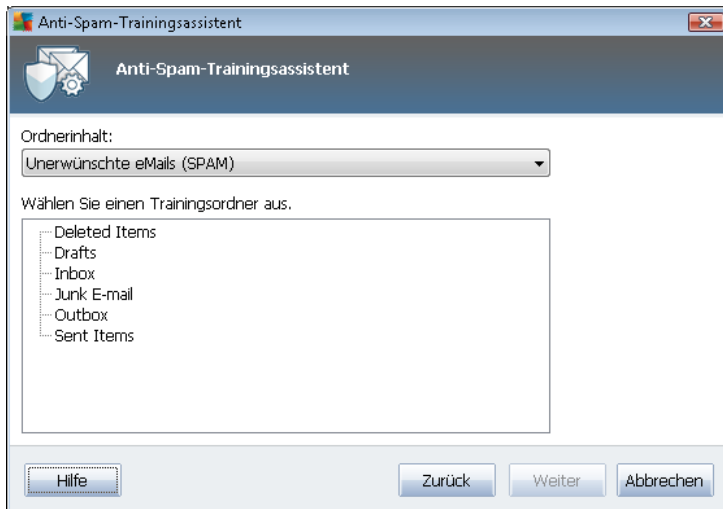 Anti-Spam-Trainingsassistent
Anti-Spam-Trainingsassistent
Ordnerinhalt:
Unerwünschte eMails (SPAM)
Wählen Sie einen Trainingsordner aus.
Deleted Items
Drafts
Inbox
Junk E-mail
Outbox
Sent Items
Hilfe
Zurück
Weiter
Abbrechen